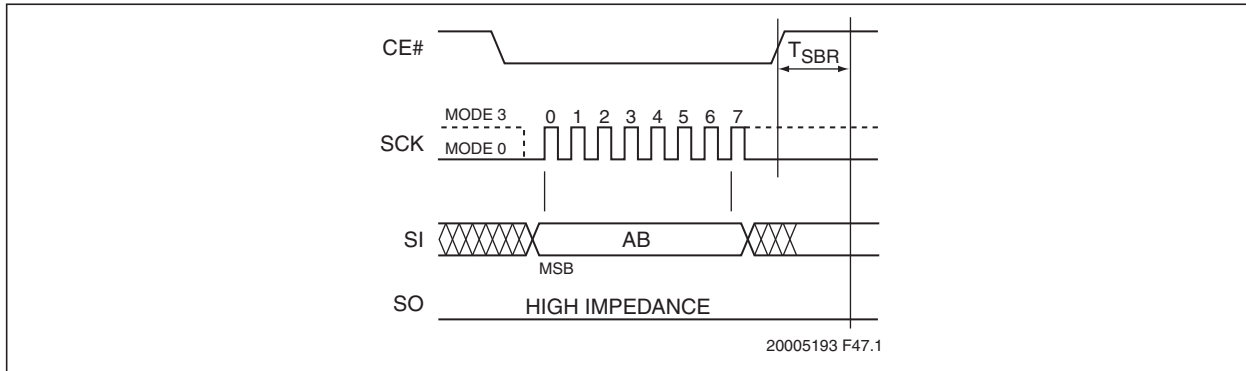 CE#
TSBR
MODE 3
0 1 2 3 4 5 6 7
SCK
MODE 0
SI
AB
MSB
SO
HIGH IMPEDANCE
20005193 F47.1